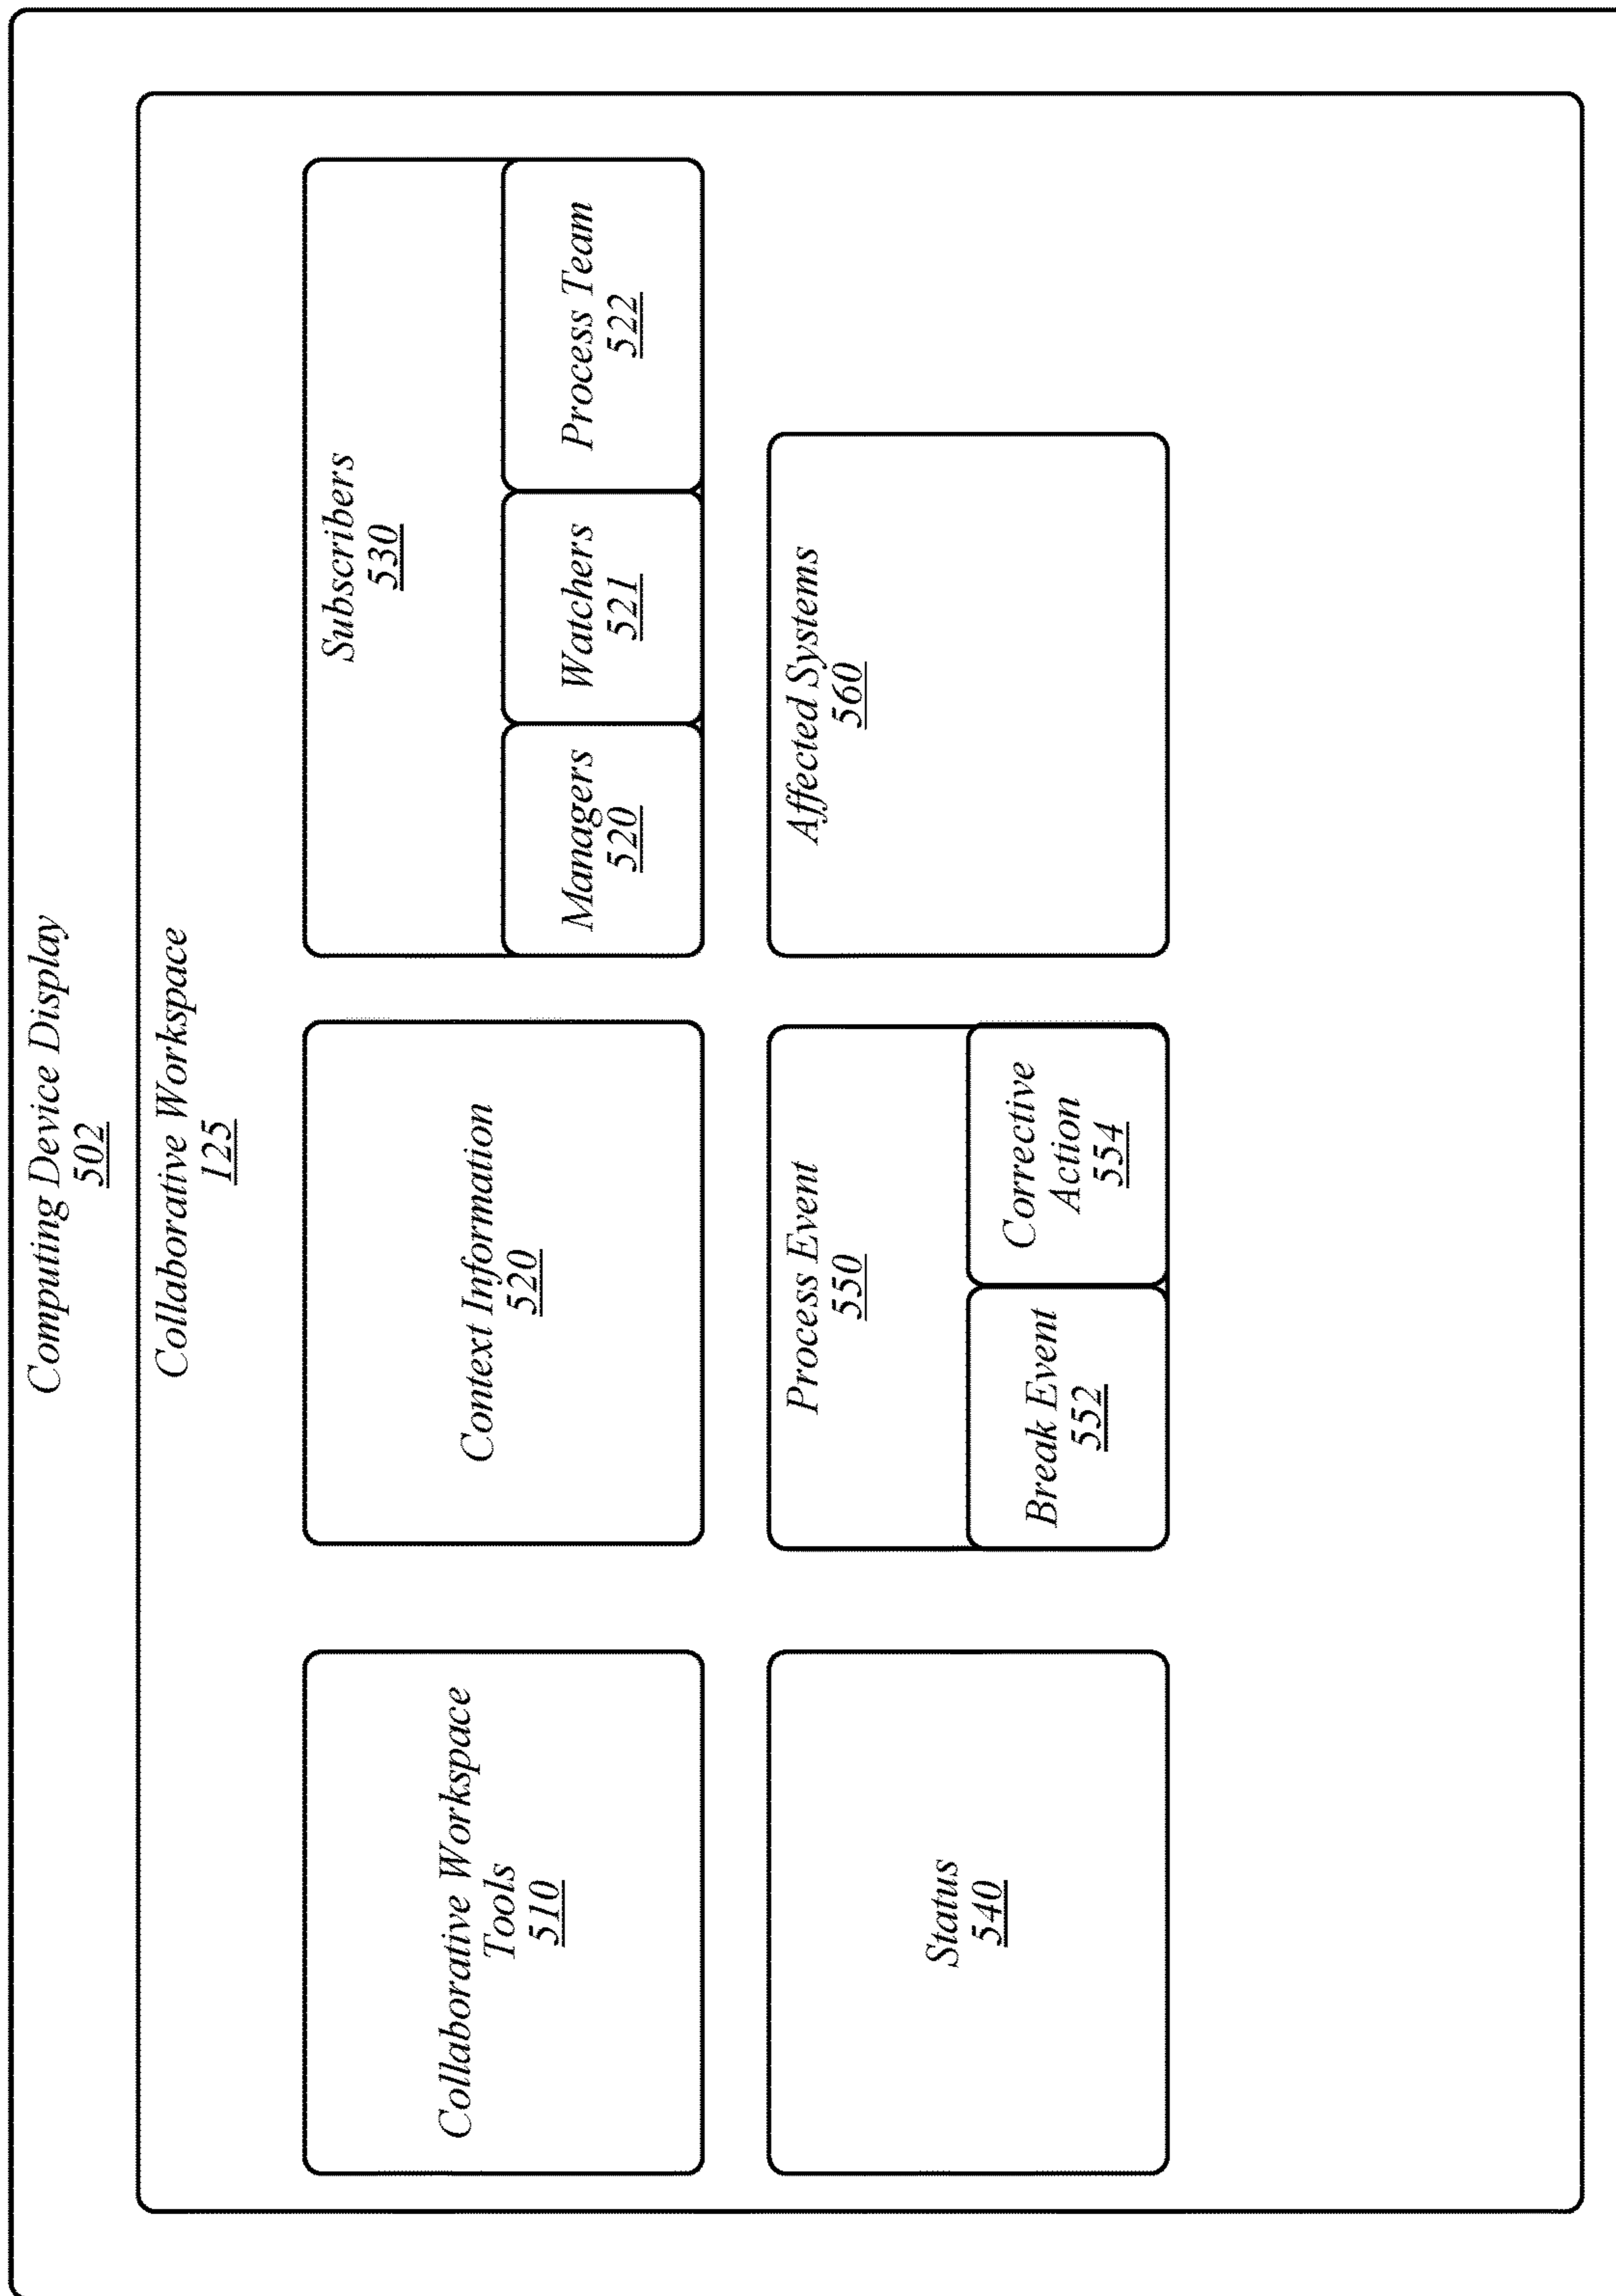 Computing Device Display
502
Collaborative Workspace
125
Collaborative Workspace
Tools
510
Context Information
520
Subscribers
530
Managers
520
Watchers
521
Process Team
522
Status
540
Process Event
550
Break Event
552
Corrective
Action
554
Affected Systems
560